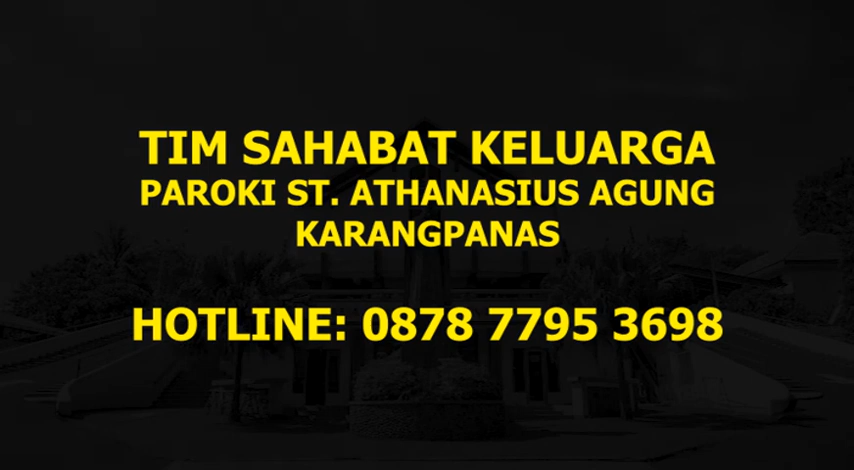 TIM SAHABAT KELUARGA
PAROKI ST. ATHANASIUS AGUNG
KARANGPANAS
HOTLINE: 0878 7795 3698